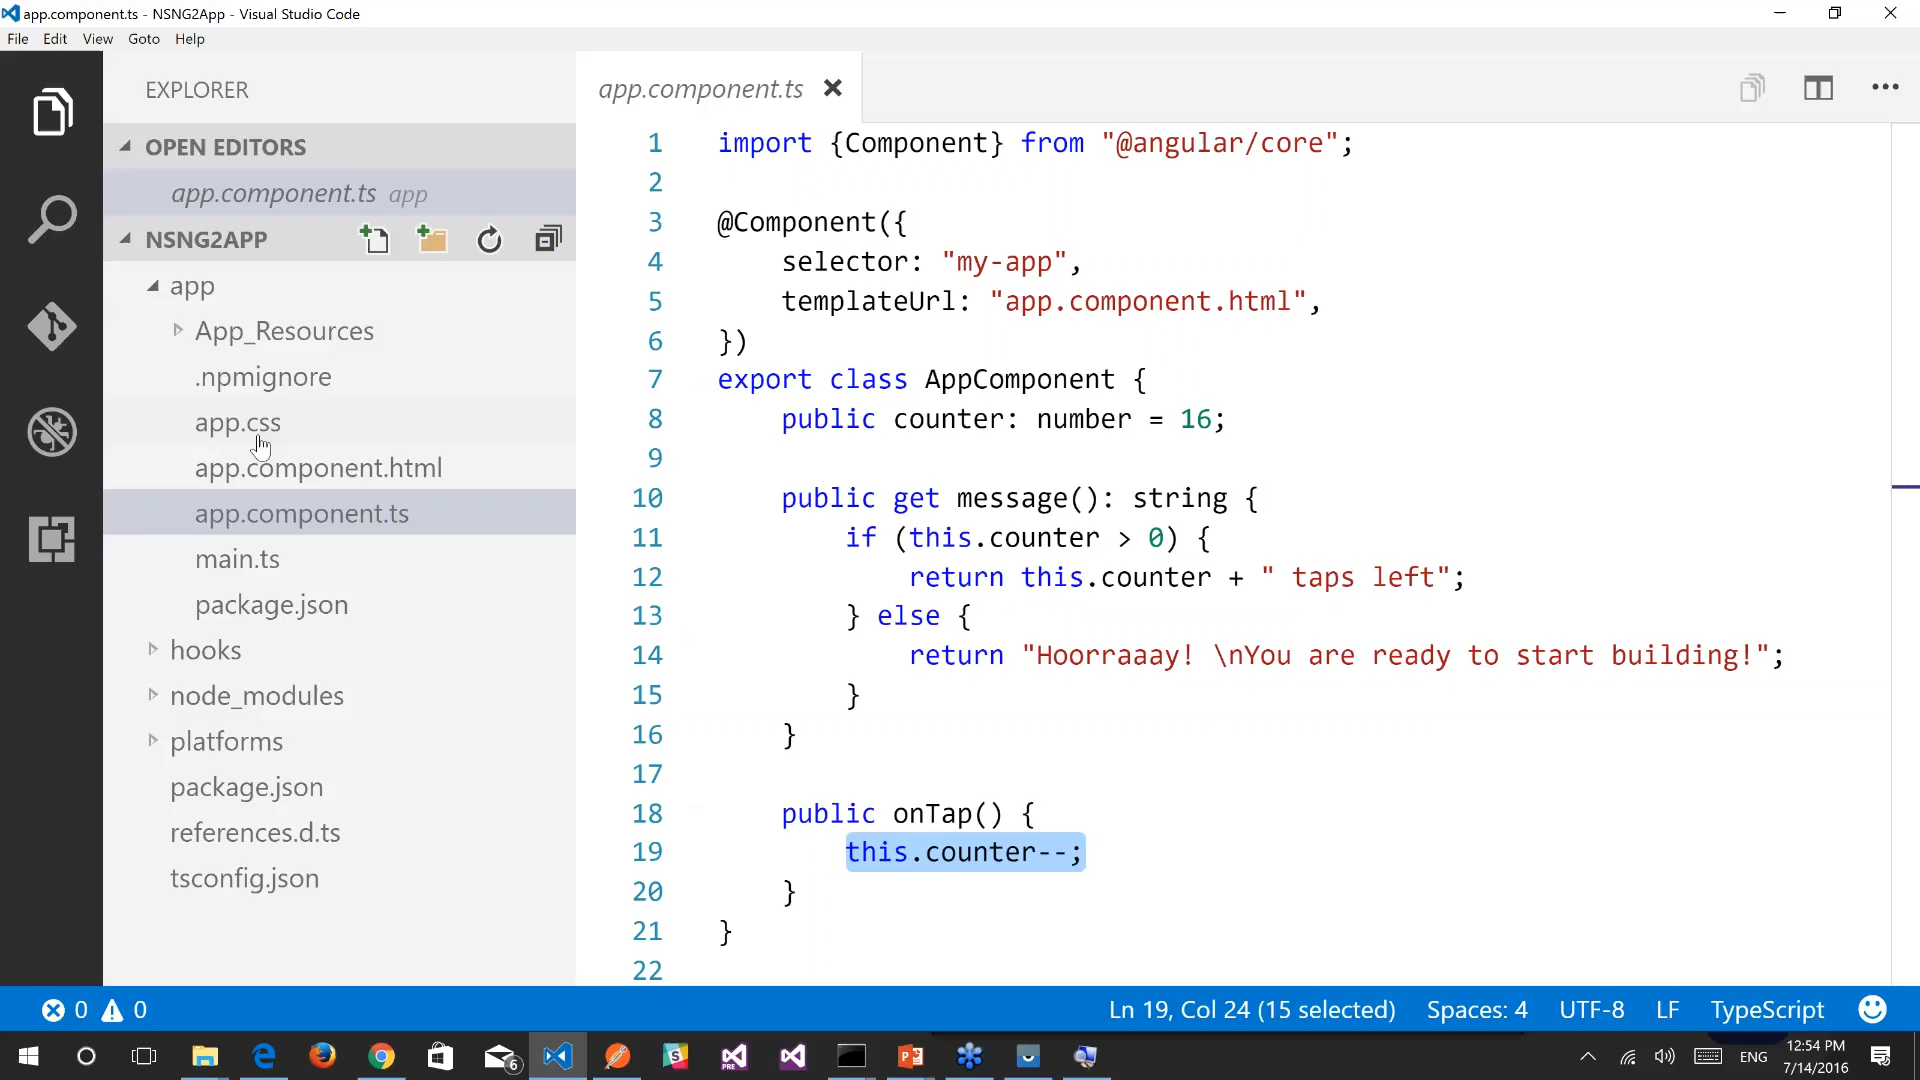 app.component.ts - NSNG2App - Visual Studio Code
File Edit View Goto Help
EXPLORER
OPEN EDITORS
app.component.ts app
NSNG2APP
app
App_Resources
.npmignore
app.css
app.component.html
app.component.ts
main.ts
package.json
hooks
node_modules
platforms
package.json
references.d.ts
tsconfig.json
app.component.ts
1 import {Component} from "@angular/core";
2
3 @Component({
4 selector: "my-app",
5 templateUrl: "app.component.html",
6 })
7 export class AppComponent {
8 public counter: number = 16;
9
10 public get message(): string {
11 if (this.counter > 0) {
12 return this.counter + " taps left";
13 } else {
14 return "Hoorraaay! \nYou are ready to start building!";
15 }
16 }
17
18 public onTap() {
19 this.counter--;
20 }
21 }
22
0 0
Ln 19, Col 24 (15 selected) Spaces: 4 UTF-8 LF TypeScript
6
PRE
ENG
12:54 PM
7/14/2016